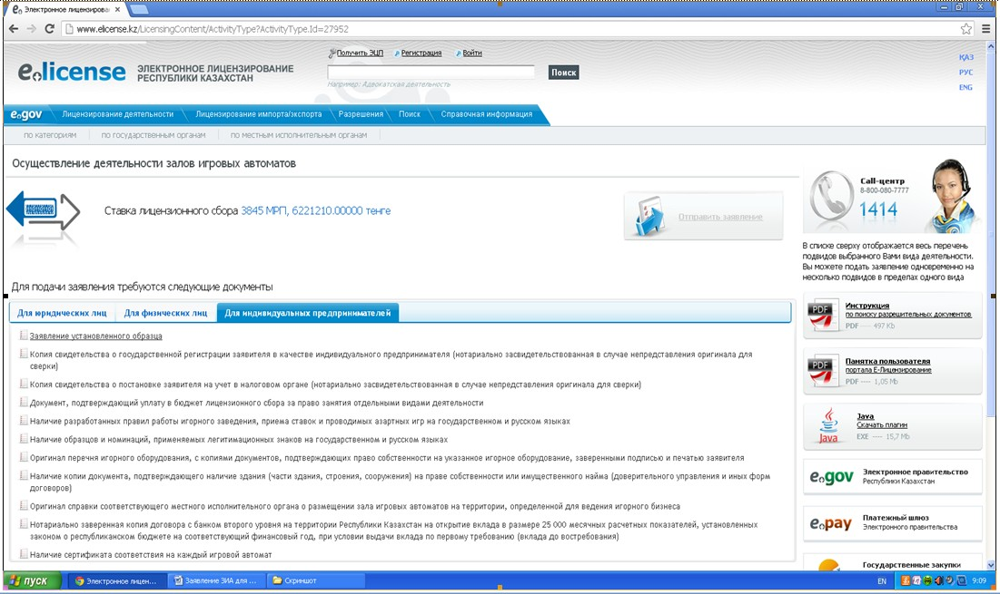 Электронное лицензирован
www.elicense.kz/LicensingContent/ActivityType?ActivityType.Id=27952
e.license
ЭЛЕКТРОННОЕ ЛИЦЕНЗИРОВАНИЕ
РЕСПУБЛИКИ КАЗАХСТАН
Получить ЭЦП Регистрация Войти
Поиск
Например: Адвокатская деятельность
ҚАЗ
РУС
ENG
e.gov Лицензирование деятельности Лицензирование импорта/экспорта Разрешения Поиск Справочная информация
по категориям по государственным органам по местным исполнительным органам
Осуществление деятельности залов игровых автоматов
Ставка лицензионного сбора 3845 МРП, 6221210.00000 тенге
Отправить заявление
Для подачи заявления требуются следующие документы
Для юридических лиц Для физических лиц Для индивидуальных предпринимателей
Заявление установленного образца
Копия свидетельства о государственной регистрации заявителя в качестве индивидуального предпринимателя (нотариально засвидетельствованная в случае непредставления оригинала для
сверки)
Копия свидетельства о постановке заявителя на учет в налоговом органе (нотариально засвидетельствованная в случае непредставления оригинала для сверки)
Документ, подтверждающий уплату в бюджет лицензионного сбора за право занятия отдельными видами деятельности
Наличие разработанных правил работы игорного заведения, приема ставок и проводимых азартных игр на государственном и русском языках
Наличие образцов и номинаций, применяемых легитимационных знаков на государственном и русском языках
Оригинал перечня игорного оборудования, с копиями документов, подтверждающих право собственности на указанное игорное оборудование, заверенными подписью и печатью заявителя
Наличие копии документа, подтверждающего наличие здания (части здания, строения, сооружения) на праве собственности или имущественного найма (доверительного управления и иных форм
договоров)
Оригинал справки соответствующего местного исполнительного органа о размещении зала игровых автоматов на территории, определенной для ведения игорного бизнеса
Нотариально заверенная копия договора с банком второго уровня на территории Республики Казахстан на открытие вклада в размере 25 000 месячных расчетных показателей, установленных
законом о республиканском бюджете на соответствующий финансовый год, при условии выдачи вклада по первому требованию (вклада до востребования)
Наличие сертификата соответствия на каждый игровой автомат
Call-центр
8-800-080-7777
1414
В списке сверху отображается весь перечень
подвидов выбранного Вами вида деятельности.
Вы можете подать заявление одновременно на
несколько подвидов в пределах одного вида
PDF
Инструкция
по поиску разрешительных документов
PDF — 497 Kb
PDF
Памятка пользователя
портала Е-Лицензирование
PDF — 1,05 Mb
Java
Java
Скачать плагин
EXE — 15,7 Mb
e.gov
Электронное правительство
Республики Казахстан
e.pay
Платежный шлюз
Электронного правительства
Государственные закупки
пуск Электронное лицен... Заявление ЗИА для ... Скриншот EN 9:09